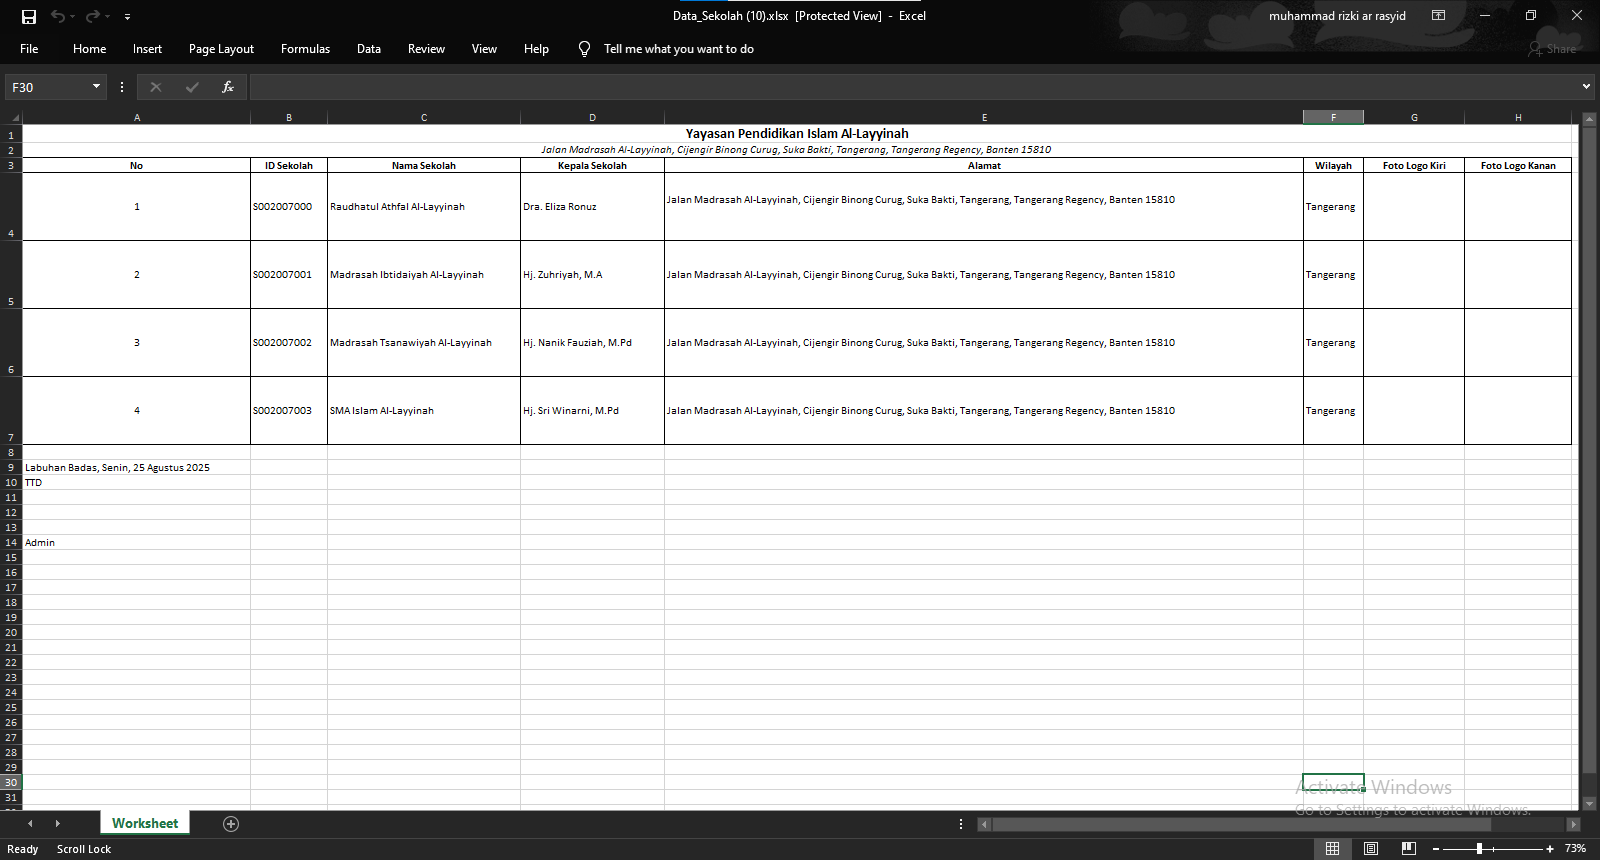 Data_Sekolah (10).xlsx [Protected View] - Excel
muhammad rizki ar rasyid
File Home Insert Page Layout Formulas Data Review View Help Tell me what you want to do Share
F30 fx
A B C D E F G H
1 Yayasan Pendidikan Islam Al-Layyinah
2 Jalan Madrasah Al-Layyinah, Cijengir Binong Curug, Suka Bakti, Tangerang, Tangerang Regency, Banten 15810
3 No ID Sekolah Nama Sekolah Kepala Sekolah Alamat Wilayah Foto Logo Kiri Foto Logo Kanan
4 1 S002007000 Raudhatul Athfal Al-Layyinah Dra. Eliza Ronuz Jalan Madrasah Al-Layyinah, Cijengir Binong Curug, Suka Bakti, Tangerang, Tangerang Regency, Banten 15810 Tangerang
5 2 S002007001 Madrasah Ibtidaiyah Al-Layyinah Hj. Zuhriyah, M.A Jalan Madrasah Al-Layyinah, Cijengir Binong Curug, Suka Bakti, Tangerang, Tangerang Regency, Banten 15810 Tangerang
6 3 S002007002 Madrasah Tsanawiyah Al-Layyinah Hj. Nanik Fauziah, M.Pd Jalan Madrasah Al-Layyinah, Cijengir Binong Curug, Suka Bakti, Tangerang, Tangerang Regency, Banten 15810 Tangerang
7 4 S002007003 SMA Islam Al-Layyinah Hj. Sri Winarni, M.Pd Jalan Madrasah Al-Layyinah, Cijengir Binong Curug, Suka Bakti, Tangerang, Tangerang Regency, Banten 15810 Tangerang
8
9 Labuhan Badas, Senin, 25 Agustus 2025
10 TTD
11
12
13
14 Admin
15
16
17
18
19
20
21
22
23
24
25
26
27
28
29
30
31
Activate Windows
Go to Settings to activate Windows.
Worksheet
Ready Scroll Lock 73%